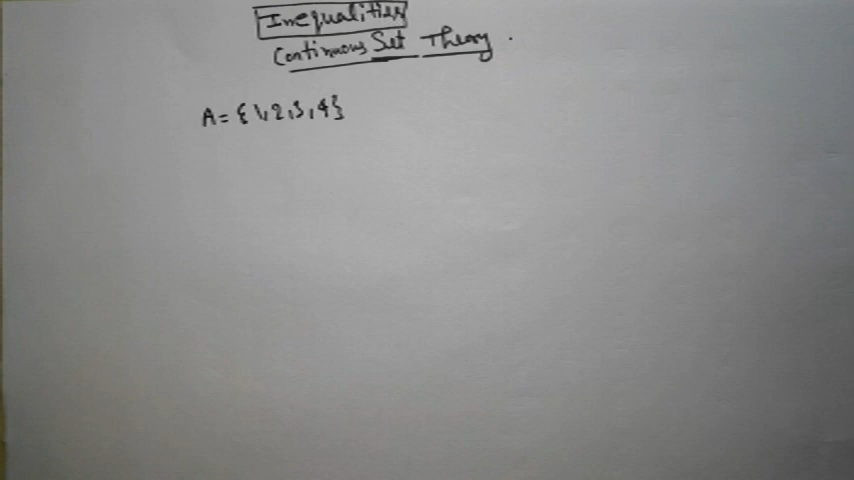 Inequalities
Continuous Set Theory.
A = {1,2,3,4}